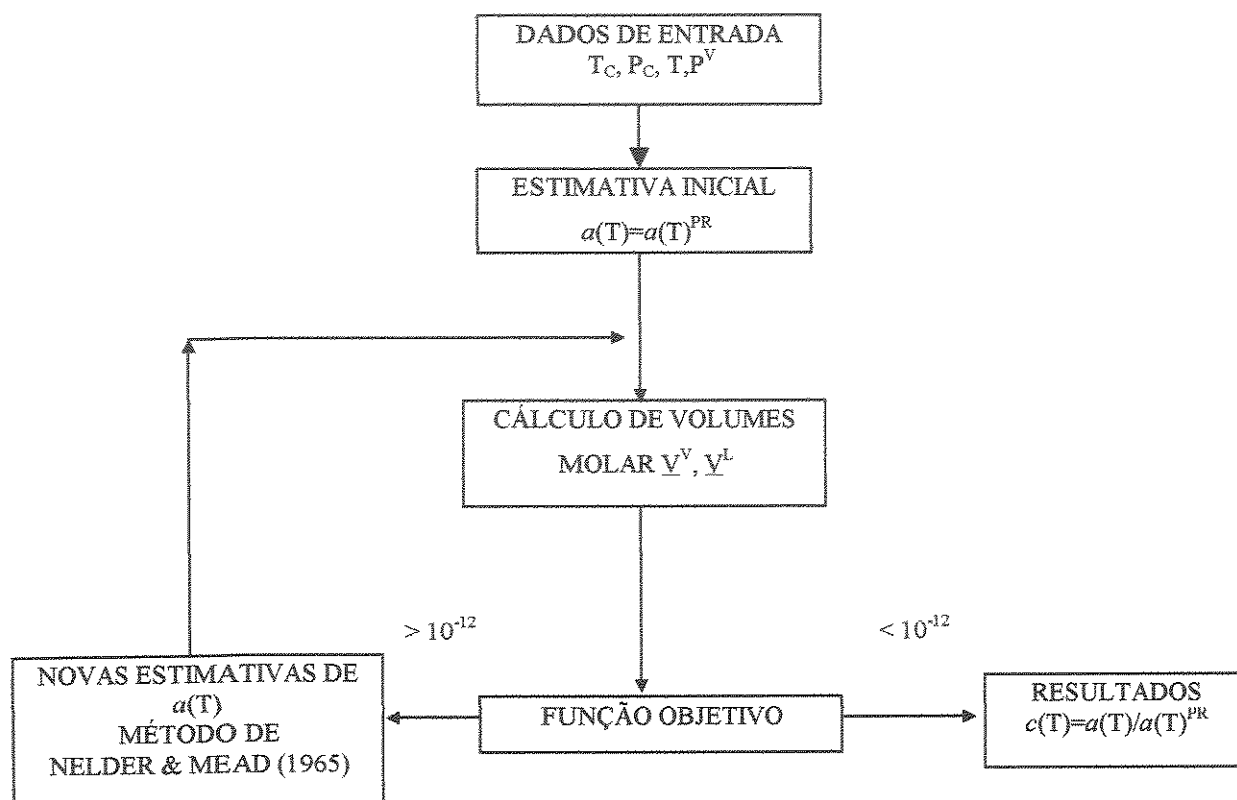 DADOS DE ENTRADA
T_C, P_C, T,P^V
ESTIMATIVA INICIAL
a(T)=a(T)^PR
CÁLCULO DE VOLUMES
MOLAR V^V, V^L
> 10^-12
< 10^-12
NOVAS ESTIMATIVAS DE
a(T)
MÉTODO DE
NELDER & MEAD (1965)
FUNÇÃO OBJETIVO
RESULTADOS
c(T)=a(T)/a(T)^PR